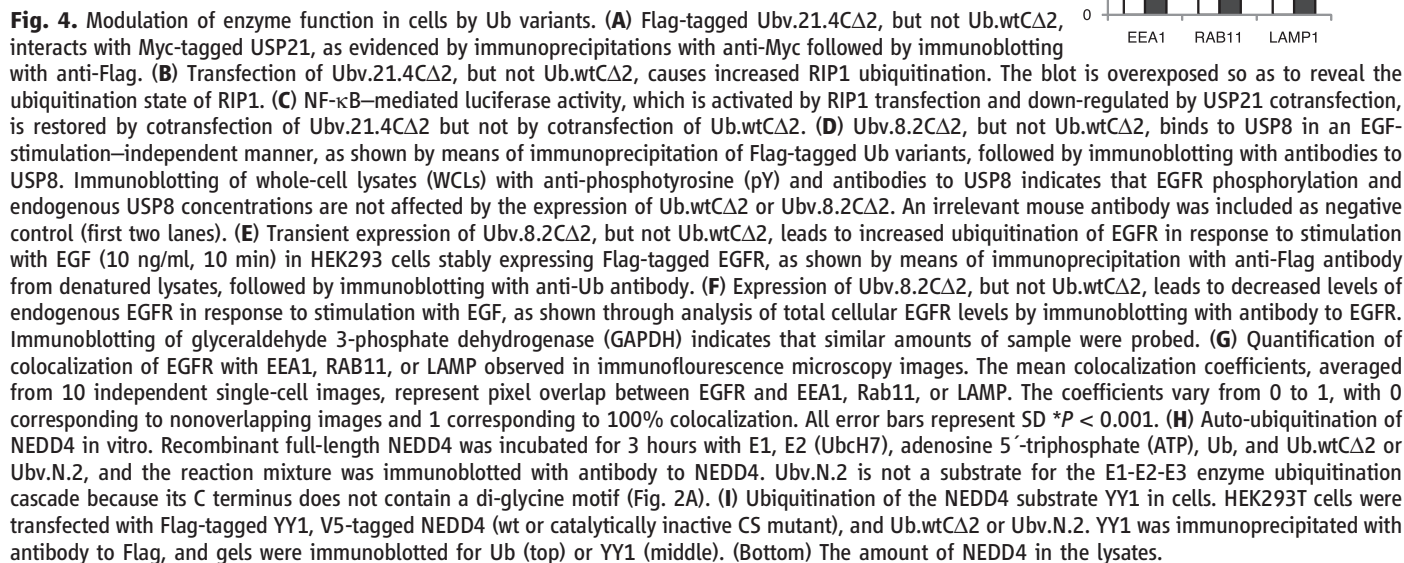 0
EEA1 RAB11 LAMP1
Fig. 4. Modulation of enzyme function in cells by Ub variants. (A) Flag-tagged Ubv.21.4CΔ2, but not Ub.wtCΔ2,
interacts with Myc-tagged USP21, as evidenced by immunoprecipitations with anti-Myc followed by immunoblotting
with anti-Flag. (B) Transfection of Ubv.21.4CΔ2, but not Ub.wtCΔ2, causes increased RIP1 ubiquitination. The blot is overexposed so as to reveal the
ubiquitination state of RIP1. (C) NF-κB–mediated luciferase activity, which is activated by RIP1 transfection and down-regulated by USP21 cotransfection,
is restored by cotransfection of Ubv.21.4CΔ2 but not by cotransfection of Ub.wtCΔ2. (D) Ubv.8.2CΔ2, but not Ub.wtCΔ2, binds to USP8 in an EGF-
stimulation–independent manner, as shown by means of immunoprecipitation of Flag-tagged Ub variants, followed by immunoblotting with antibodies to
USP8. Immunoblotting of whole-cell lysates (WCLs) with anti-phosphotyrosine (pY) and antibodies to USP8 indicates that EGFR phosphorylation and
endogenous USP8 concentrations are not affected by the expression of Ub.wtCΔ2 or Ubv.8.2CΔ2. An irrelevant mouse antibody was included as negative
control (first two lanes). (E) Transient expression of Ubv.8.2CΔ2, but not Ub.wtCΔ2, leads to increased ubiquitination of EGFR in response to stimulation
with EGF (10 ng/ml, 10 min) in HEK293 cells stably expressing Flag-tagged EGFR, as shown by means of immunoprecipitation with anti-Flag antibody
from denatured lysates, followed by immunoblotting with anti-Ub antibody. (F) Expression of Ubv.8.2CΔ2, but not Ub.wtCΔ2, leads to decreased levels of
endogenous EGFR in response to stimulation with EGF, as shown through analysis of total cellular EGFR levels by immunoblotting with antibody to EGFR.
Immunoblotting of glyceraldehyde 3-phosphate dehydrogenase (GAPDH) indicates that similar amounts of sample were probed. (G) Quantification of
colocalization of EGFR with EEA1, RAB11, or LAMP observed in immunoflourescence microscopy images. The mean colocalization coefficients, averaged
from 10 independent single-cell images, represent pixel overlap between EGFR and EEA1, Rab11, or LAMP. The coefficients vary from 0 to 1, with 0
corresponding to nonoverlapping images and 1 corresponding to 100% colocalization. All error bars represent SD *P < 0.001. (H) Auto-ubiquitination of
NEDD4 in vitro. Recombinant full-length NEDD4 was incubated for 3 hours with E1, E2 (UbcH7), adenosine 5´-triphosphate (ATP), Ub, and Ub.wtCΔ2 or
Ubv.N.2, and the reaction mixture was immunoblotted with antibody to NEDD4. Ubv.N.2 is not a substrate for the E1-E2-E3 enzyme ubiquitination
cascade because its C terminus does not contain a di-glycine motif (Fig. 2A). (I) Ubiquitination of the NEDD4 substrate YY1 in cells. HEK293T cells were
transfected with Flag-tagged YY1, V5-tagged NEDD4 (wt or catalytically inactive CS mutant), and Ub.wtCΔ2 or Ubv.N.2. YY1 was immunoprecipitated with
antibody to Flag, and gels were immunoblotted for Ub (top) or YY1 (middle). (Bottom) The amount of NEDD4 in the lysates.